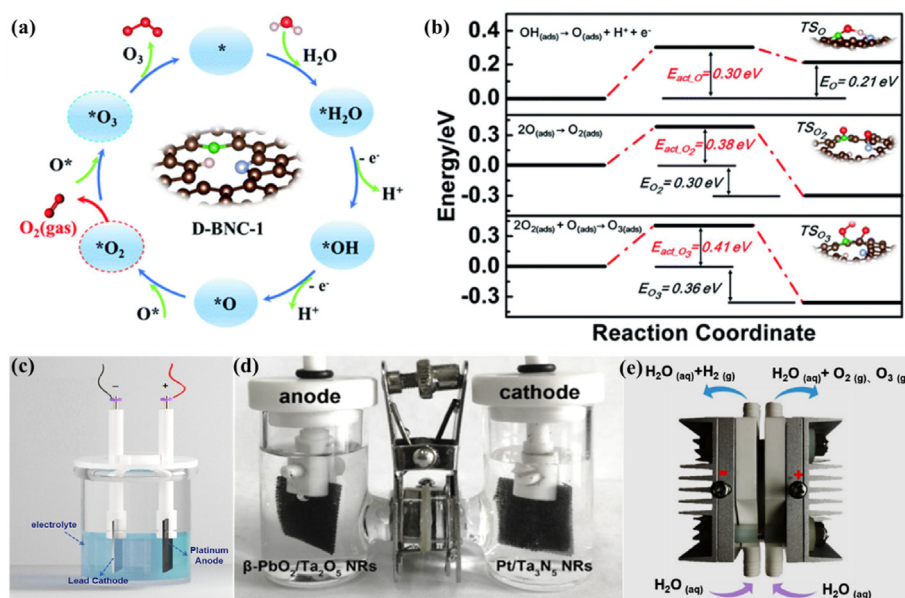 (a)
O3
*
H2O
*O3
*H2O
O*
- e-
O2(gas)
D-BNC-1
H+
*O2
*OH
- e-
O*
*O
H+
(b)
OH(ads)→ O(ads) + H+ + e-
TSO
0.4
0.2
0.0
Eact_O= 0.30 eV
EO= 0.21 eV
2O(ads)→ O2(ads)
TSO2
0.3
0.0
-0.3
Eact_O2= 0.38 eV
EO2= 0.30 eV
2O2(ads) + O(ads)→ O3(ads)
TSO3
0.3
0.0
-0.3
Eact_O3= 0.41 eV
EO3= 0.36 eV
Energy/eV
Reaction Coordinate
(c)
−
+
electrolyte
Platinum
Anode
Lead Cathode
(d)
anode
cathode
β-PbO2/Ta2O5 NRs
Pt/Ta3N5 NRs
(e)
H2O (aq)+H2 (g)
H2O (aq)+ O2 (g)、O3 (g)
-
+
H2O (aq)
H2O (aq)